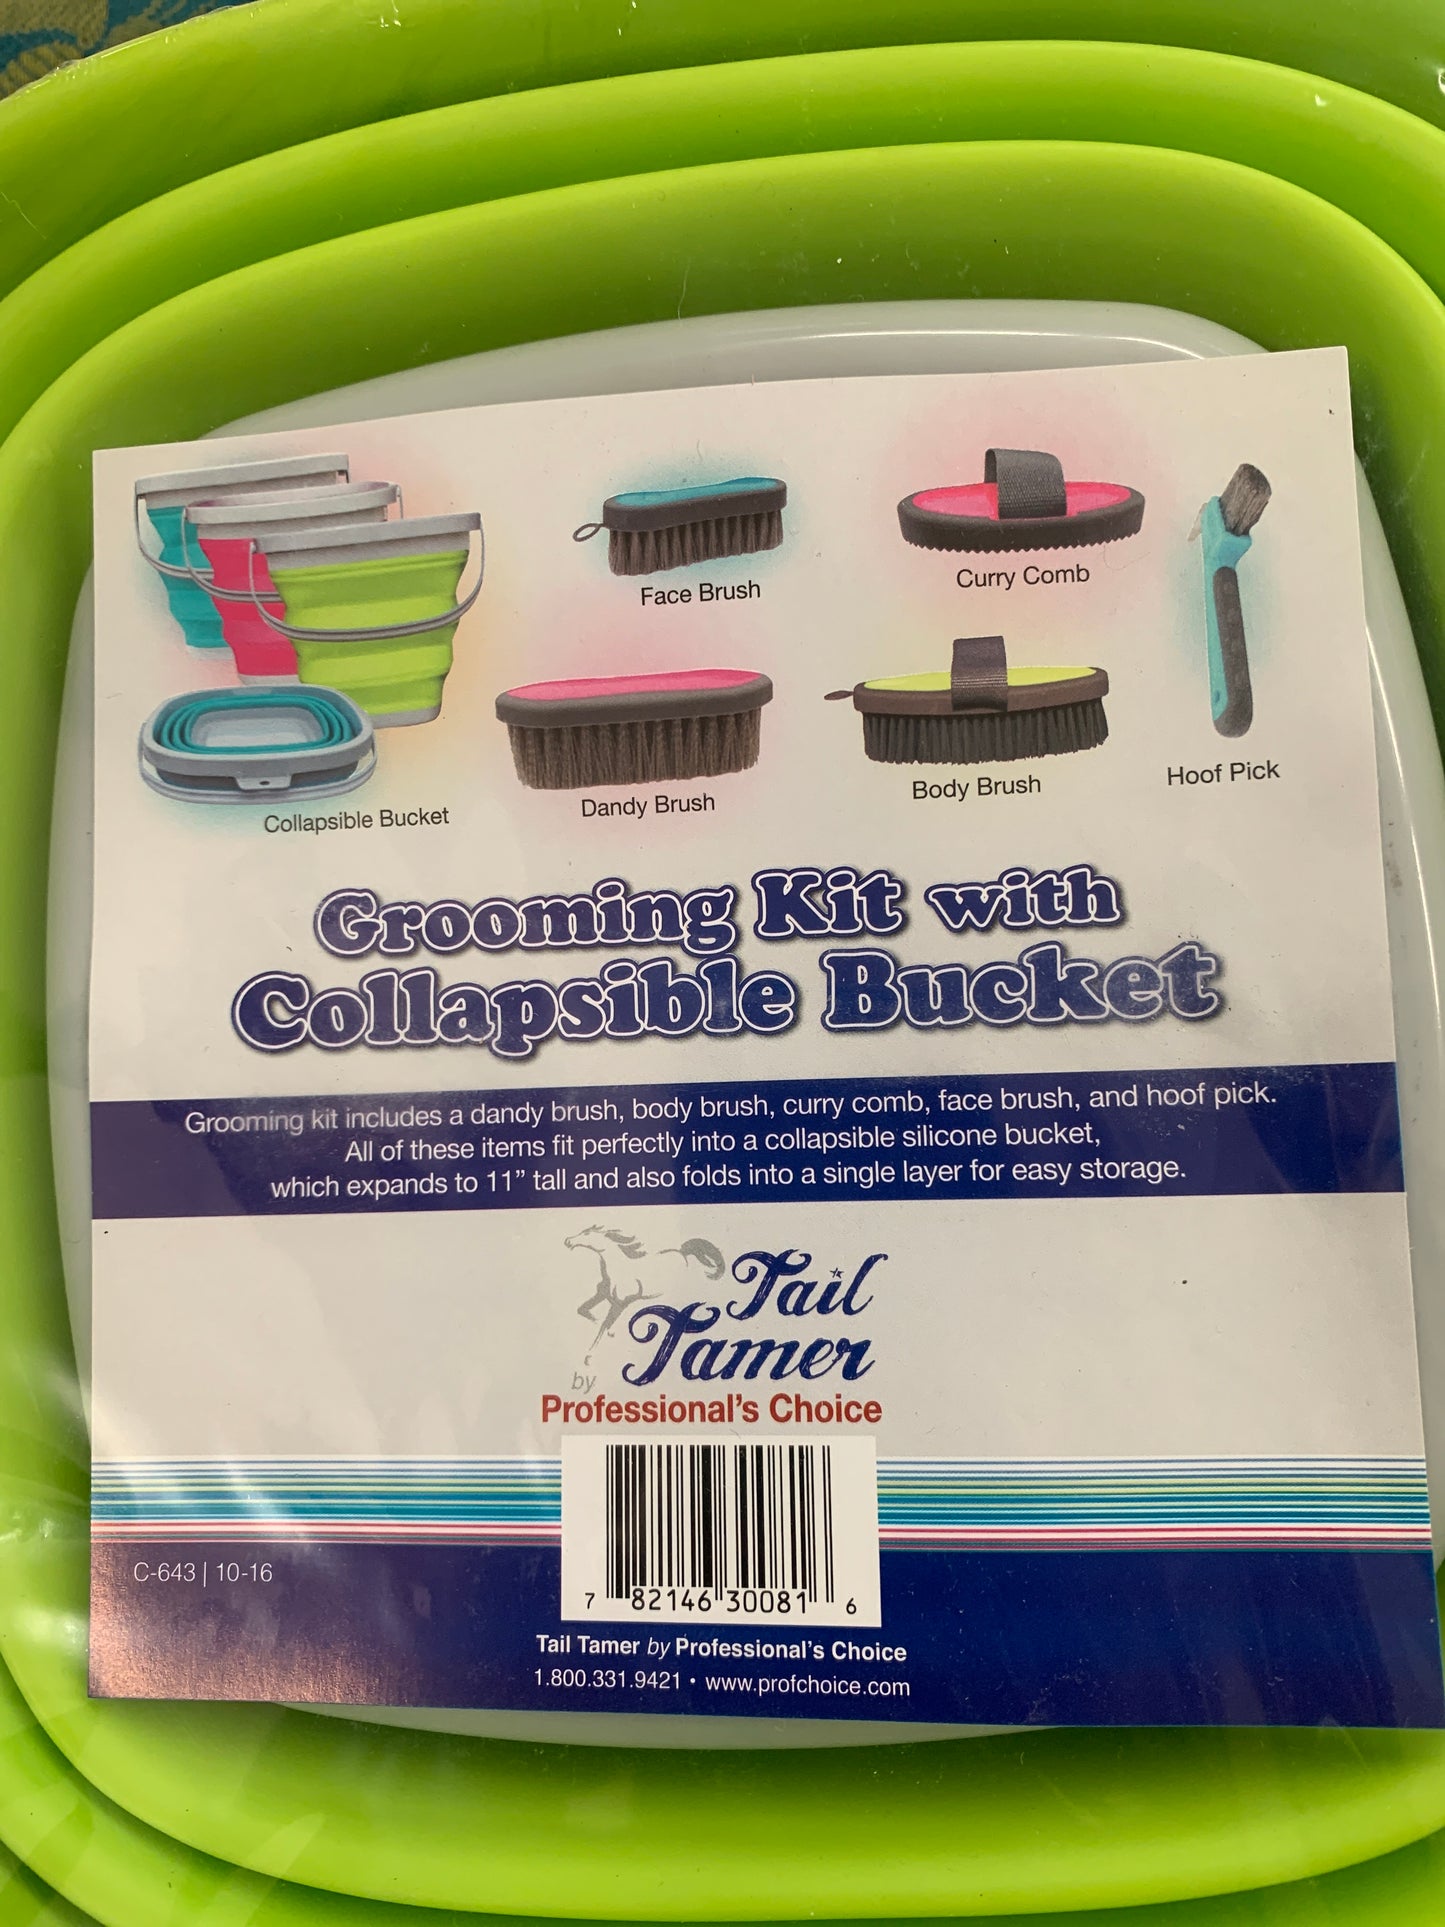 Face Brush
Curry Comb
Collapsible Bucket
Dandy Brush
Body Brush
Hoof Pick
Grooming Kit with
Collapsible Bucket
Grooming kit includes a dandy brush, body brush, curry comb, face brush, and hoof pick.
All of these items fit perfectly into a collapsible silicone bucket,
which expands to 11” tall and also folds into a single layer for easy storage.
Tail
Tamer
by
Professional’s Choice
C-643 | 10-16
7 82146 30081 6
Tail Tamer by Professional’s Choice
1.800.331.9421 • www.profchoice.com